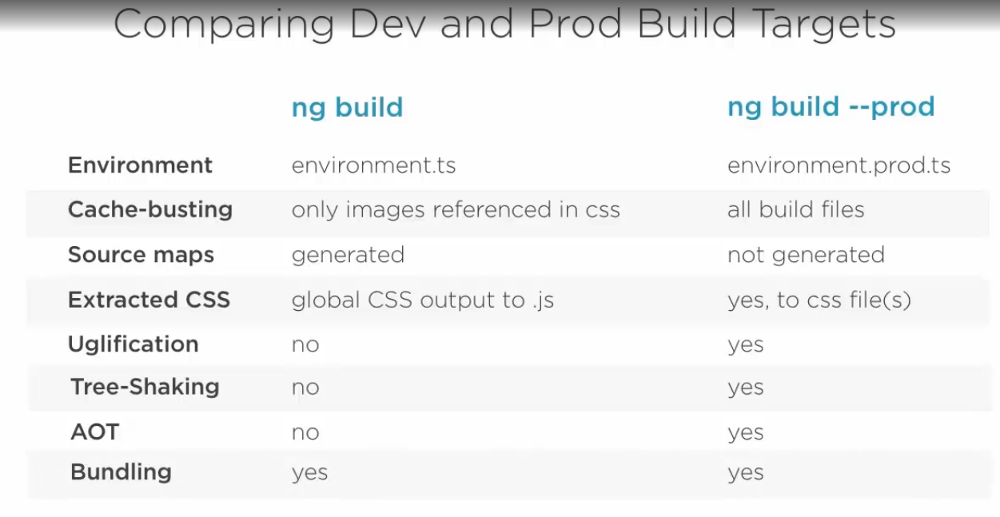 Comparing Dev and Prod Build Targets
ng build ng build --prod
Environment environment.ts environment.prod.ts
Cache-busting only images referenced in css all build files
Source maps generated not generated
Extracted CSS global CSS output to .js yes, to css file(s)
Uglification no yes
Tree-Shaking no yes
AOT no yes
Bundling yes yes